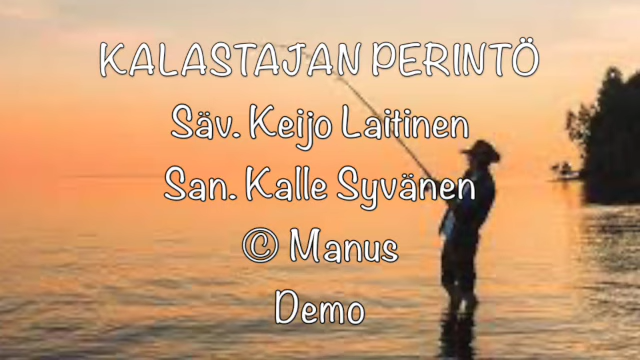 KALASTAJAN PERINTÖ
Säv. Keijo Laitinen
San. Kalle Syvänen
© Manus
Demo